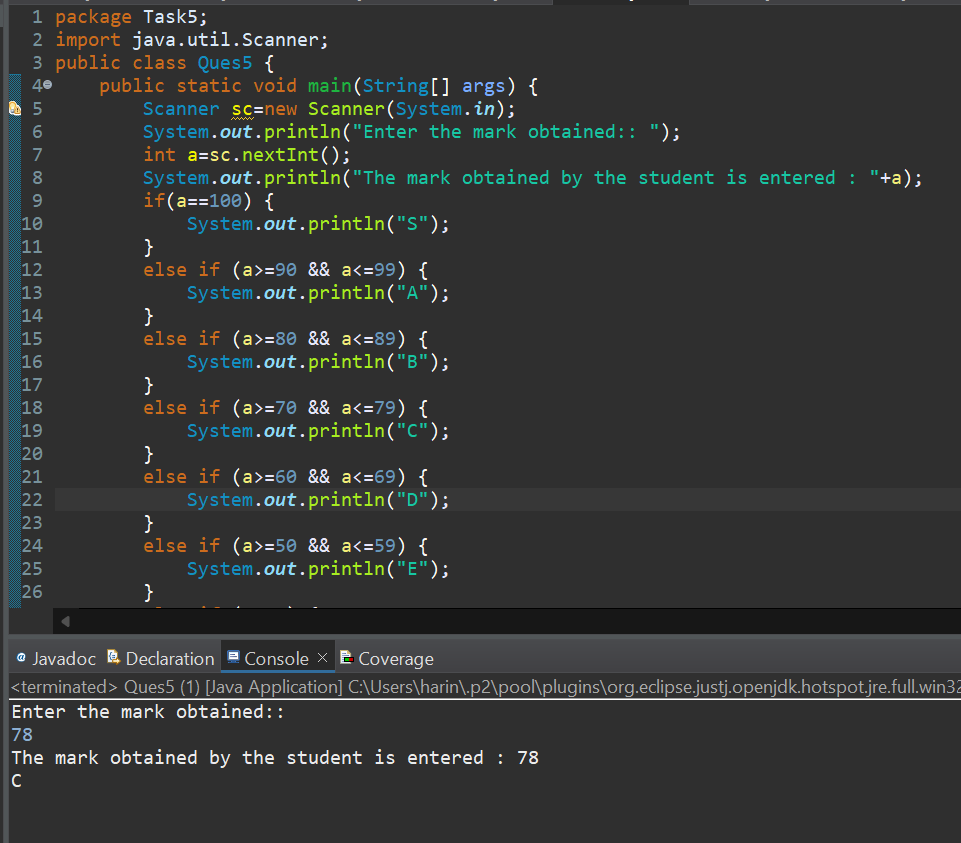 1 package Task5;
2 import java.util.Scanner;
3 public class Ques5 {
4 public static void main(String[] args) {
5 Scanner sc=new Scanner(System.in);
6 System.out.println("Enter the mark obtained:: ");
7 int a=sc.nextInt();
8 System.out.println("The mark obtained by the student is entered : "+a);
9 if(a==100) {
10 System.out.println("S");
11 }
12 else if (a>=90 && a<=99) {
13 System.out.println("A");
14 }
15 else if (a>=80 && a<=89) {
16 System.out.println("B");
17 }
18 else if (a>=70 && a<=79) {
19 System.out.println("C");
20 }
21 else if (a>=60 && a<=69) {
22 System.out.println("D");
23 }
24 else if (a>=50 && a<=59) {
25 System.out.println("E");
26 }
@ Javadoc Declaration Console × Coverage
<terminated> Ques5 (1) [Java Application] C:\Users\harin\.p2\pool\plugins\org.eclipse.justj.openjdk.hotspot.jre.full.win32
Enter the mark obtained::
78
The mark obtained by the student is entered : 78
C